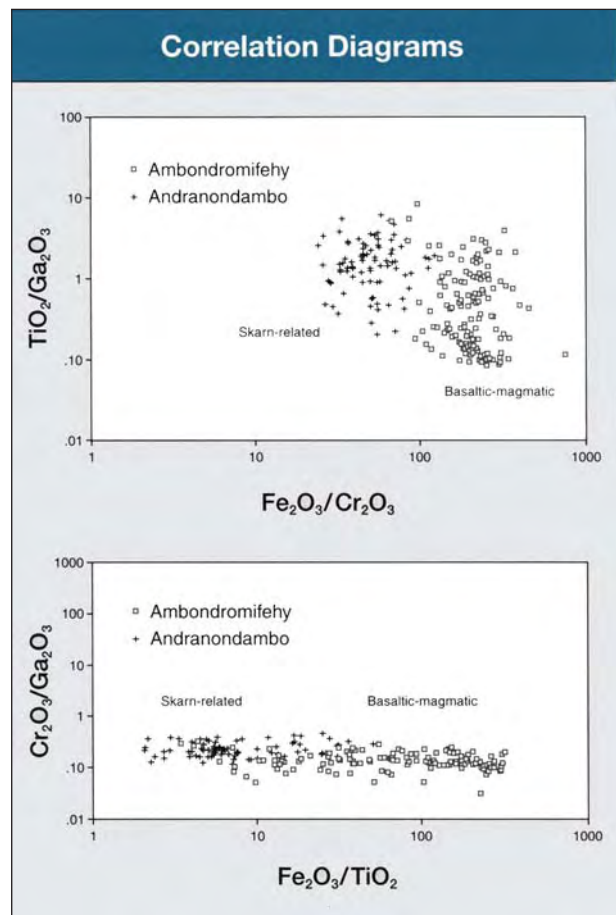 Correlation Diagrams
100
10
1
.10
.01
TiO₂/Ga₂O₃
□ Ambondromifehy
+ Andranondambo
Skarn-related
Basaltic-magmatic
1
10
100
1000
Fe₂O₃/Cr₂O₃
1000
100
10
1
.10
.01
Cr₂O₃/Ga₂O₃
□ Ambondromifehy
+ Andranondambo
Skarn-related
Basaltic-magmatic
1
10
100
1000
Fe₂O₃/TiO₂